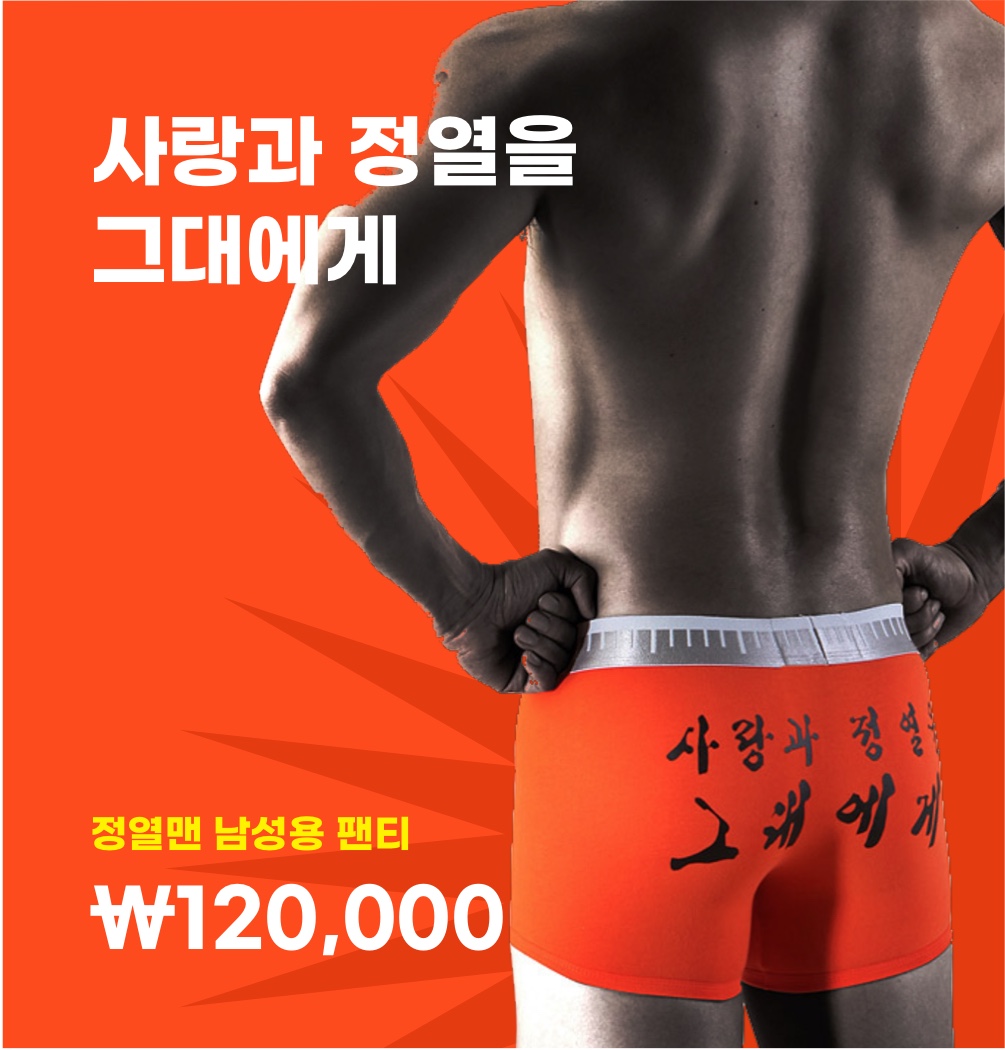 사랑과 정열을
그대에게
사랑과 정열
그대에게
정열맨 남성용 팬티
₩120,000